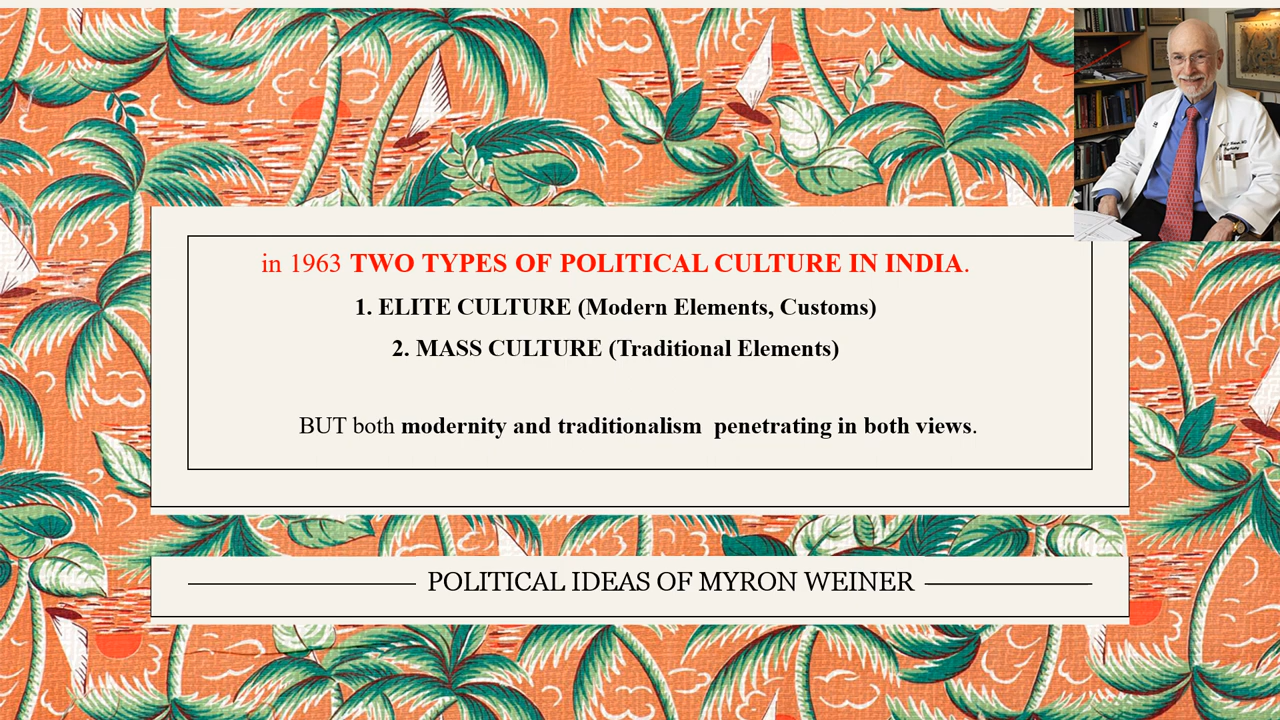 in 1963 TWO TYPES OF POLITICAL CULTURE IN INDIA.
1. ELITE CULTURE (Modern Elements, Customs)
2. MASS CULTURE (Traditional Elements)
BUT both modernity and traditionalism penetrating in both views.
POLITICAL IDEAS OF MYRON WEINER